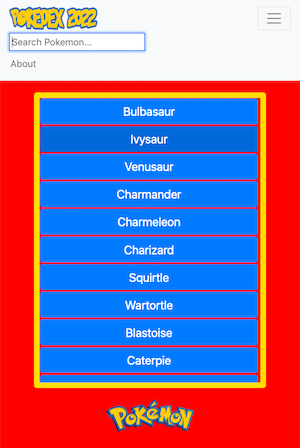 POKEDEX 2022
Search Pokemon...
About
Bulbasaur
Ivysaur
Venusaur
Charmander
Charmeleon
Charizard
Squirtle
Wartortle
Blastoise
Caterpie
POKéMON